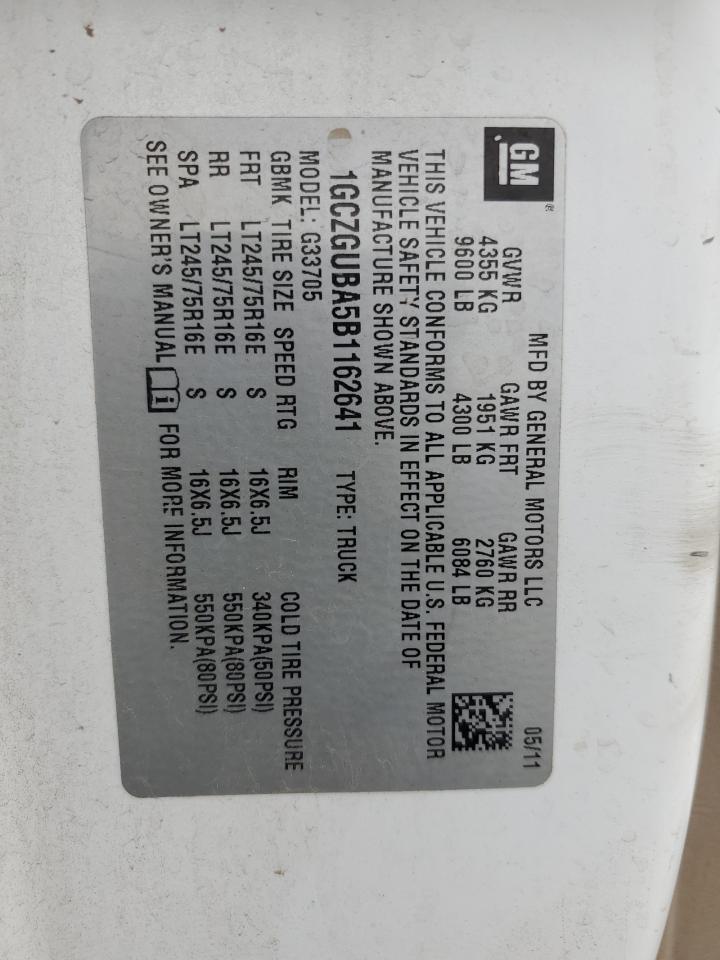 GM®
MFD BY GENERAL MOTORS LLC 05/11
GVWR GAWR FRT GAWR RR
4355 KG 1951 KG 2760 KG
9600 LB 4300 LB 6084 LB
THIS VEHICLE CONFORMS TO ALL APPLICABLE U.S. FEDERAL MOTOR
VEHICLE SAFETY STANDARDS IN EFFECT ON THE DATE OF
MANUFACTURE SHOWN ABOVE.
1GCZGUBA5B1162641 TYPE: TRUCK
MODEL: G33705
GBMK TIRE SIZE SPEED RTG RIM COLD TIRE PRESSURE
FRT LT245/75R16E S 16X6.5J 340KPA(50PSI)
RR LT245/75R16E S 16X6.5J 550KPA(80PSI)
SPA LT245/75R16E S 16X6.5J 550KPA(80PSI)
SEE OWNER'S MANUAL FOR MORE INFORMATION.